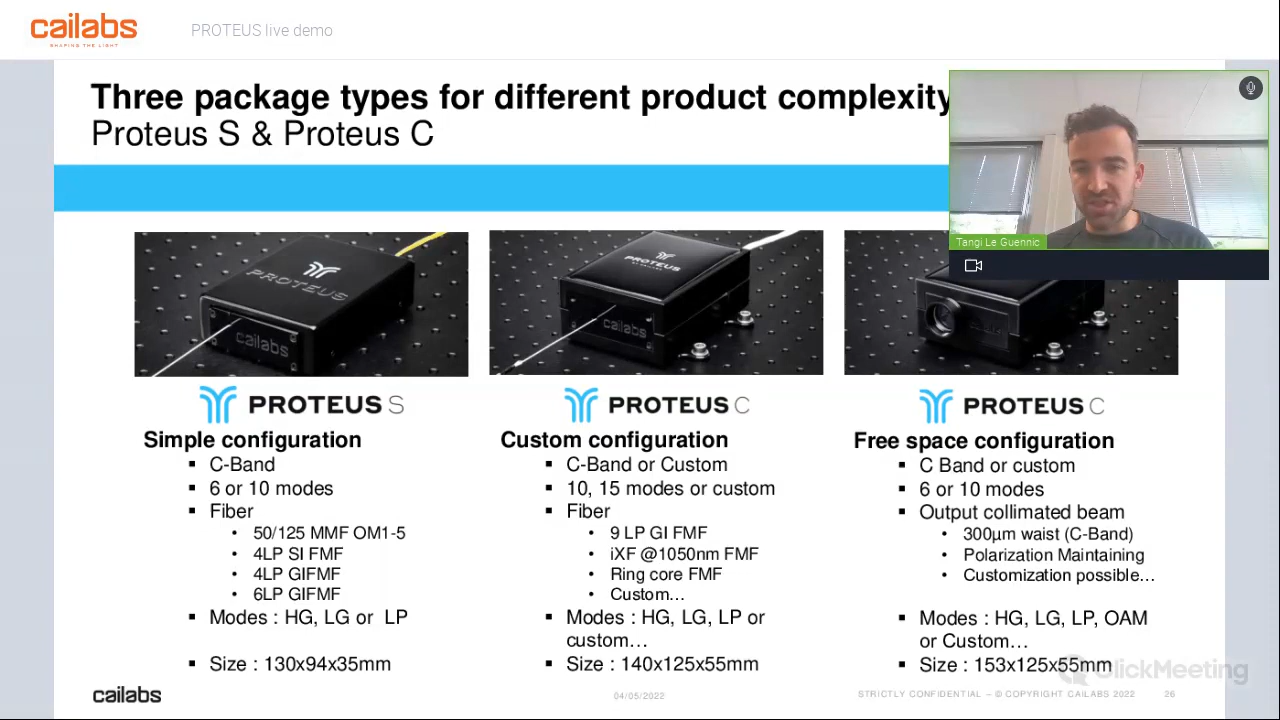 cailabs
SHAPING THE LIGHT
PROTEUS live demo
Three package types for different product complexity
Proteus S & Proteus C
Tangi Le Guennic
PROTEUS
cailabs
PROTEUS
cailabs
PROTEUS S
PROTEUS C
PROTEUS C
Simple configuration
▪ C-Band
▪ 6 or 10 modes
▪ Fiber
• 50/125 MMF OM1-5
• 4LP SI FMF
• 4LP GIFMF
• 6LP GIFMF
▪ Modes : HG, LG or LP
▪ Size : 130x94x35mm
Custom configuration
▪ C-Band or Custom
▪ 10, 15 modes or custom
▪ Fiber
• 9 LP GI FMF
• iXF @1050nm FMF
• Ring core FMF
• Custom…
▪ Modes : HG, LG, LP or
custom…
▪ Size : 140x125x55mm
Free space configuration
▪ C Band or custom
▪ 6 or 10 modes
▪ Output collimated beam
• 300µm waist (C-Band)
• Polarization Maintaining
• Customization possible…
▪ Modes : HG, LG, LP, OAM
or Custom…
▪ Size : 153x125x55mm
ClickMeeting
cailabs
04/05/2022
STRICTLY CONFIDENTIAL – © COPYRIGHT CAILABS 2022
26